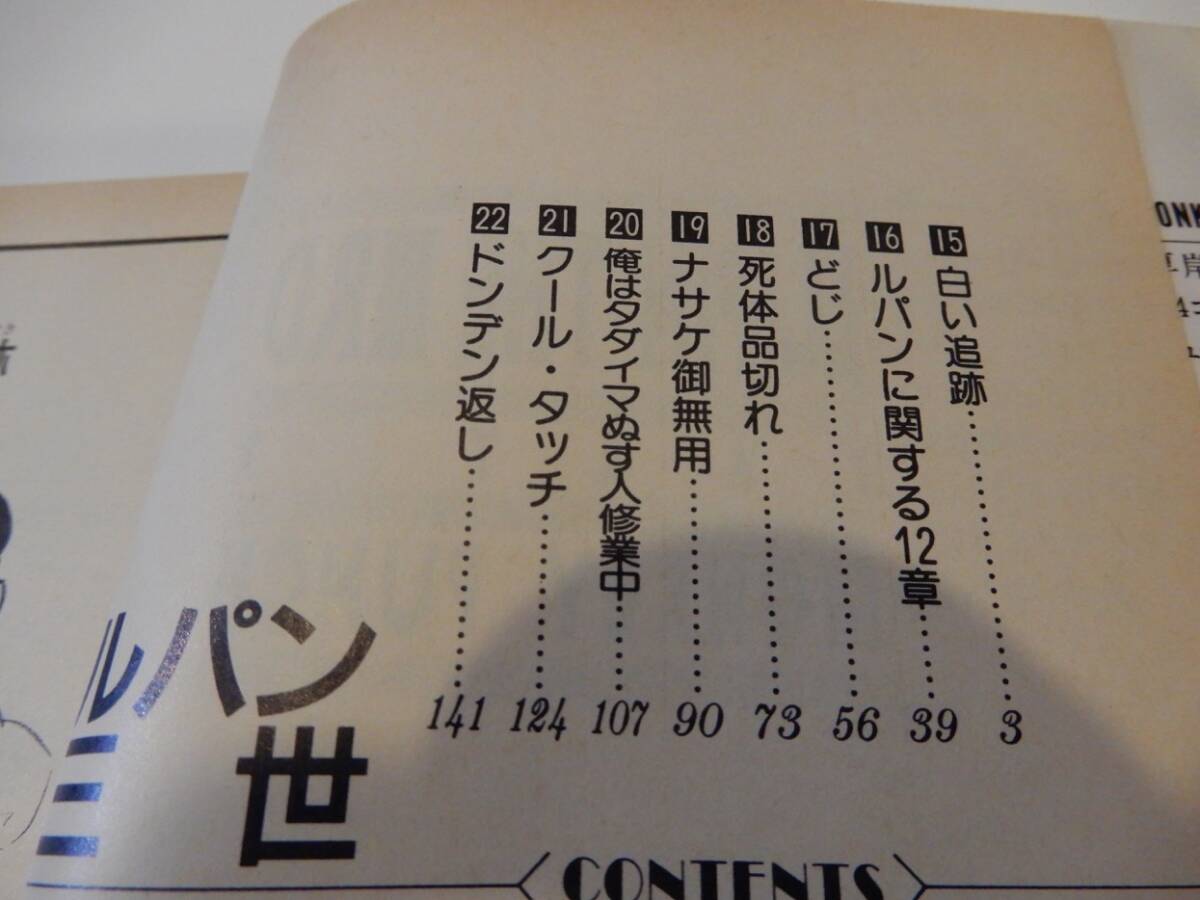 15 白い追跡……3
16 ルパンに関する12章……39
17 どじ……56
18 死体品切れ……73
19 ナサケ御無用……90
20 俺はタダイマぬす人修業中……107
21 クール・タッチ……124
22 ドンデン返し……141
ルパン
三世
CONTENTS